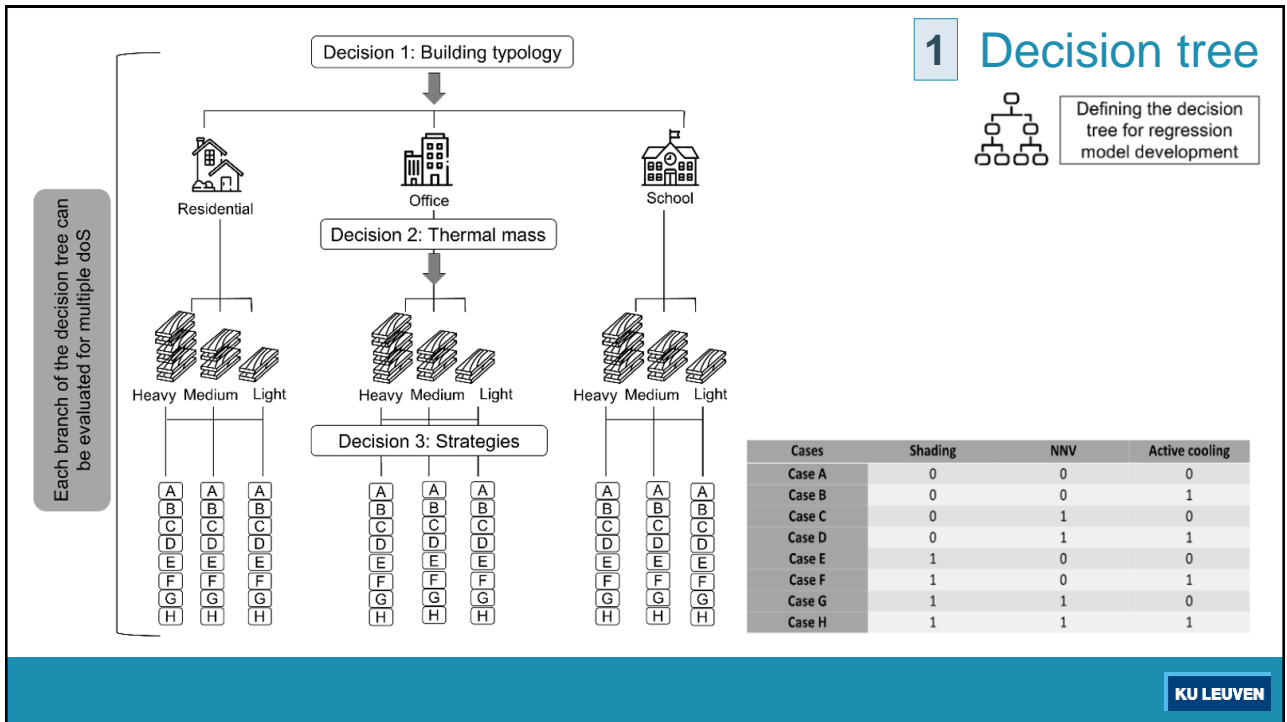 1 Decision tree
Defining the decision
tree for regression
model development
Each branch of the decision tree can
be evaluated for multiple doS
Decision 1: Building typology
Residential
Office
School
Decision 2: Thermal mass
Heavy Medium Light
Heavy Medium Light
Heavy Medium Light
Decision 3: Strategies
A A A A A A A A A
B B B B B B B B B
C C C C C C C C C
D D D D D D D D D
E E E E E E E E E
F F F F F F F F F
G G G G G G G G G
H H H H H H H H H
Cases Shading NNV Active cooling
Case A 0 0 0
Case B 0 0 1
Case C 0 1 0
Case D 0 1 1
Case E 1 0 0
Case F 1 0 1
Case G 1 1 0
Case H 1 1 1
KU LEUVEN